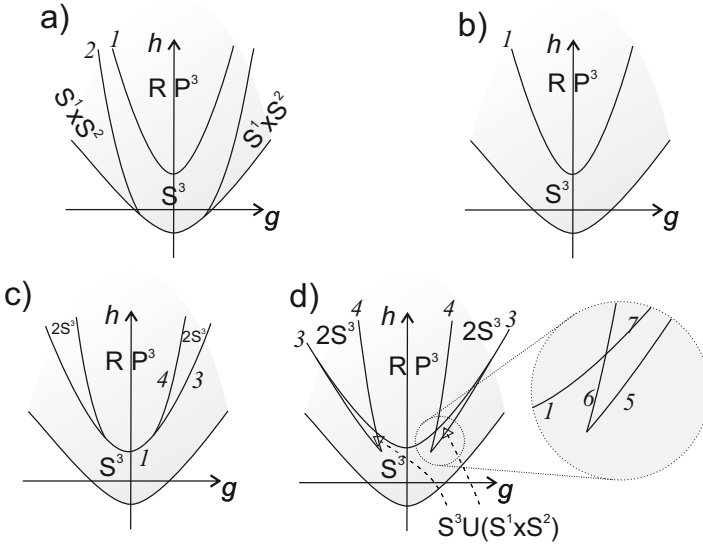 a)
2 1 h
R P³
S¹xS²
S¹xS²
S³
g
b)
1 h
R P³
S³
g
c)
h
2S³
2S³
R P³
4 3
S³
1
g
d)
h
4 4
3 2S³ 2S³ 3
R P³
S³
g
S³U(S¹xS²)
7
6 5
1